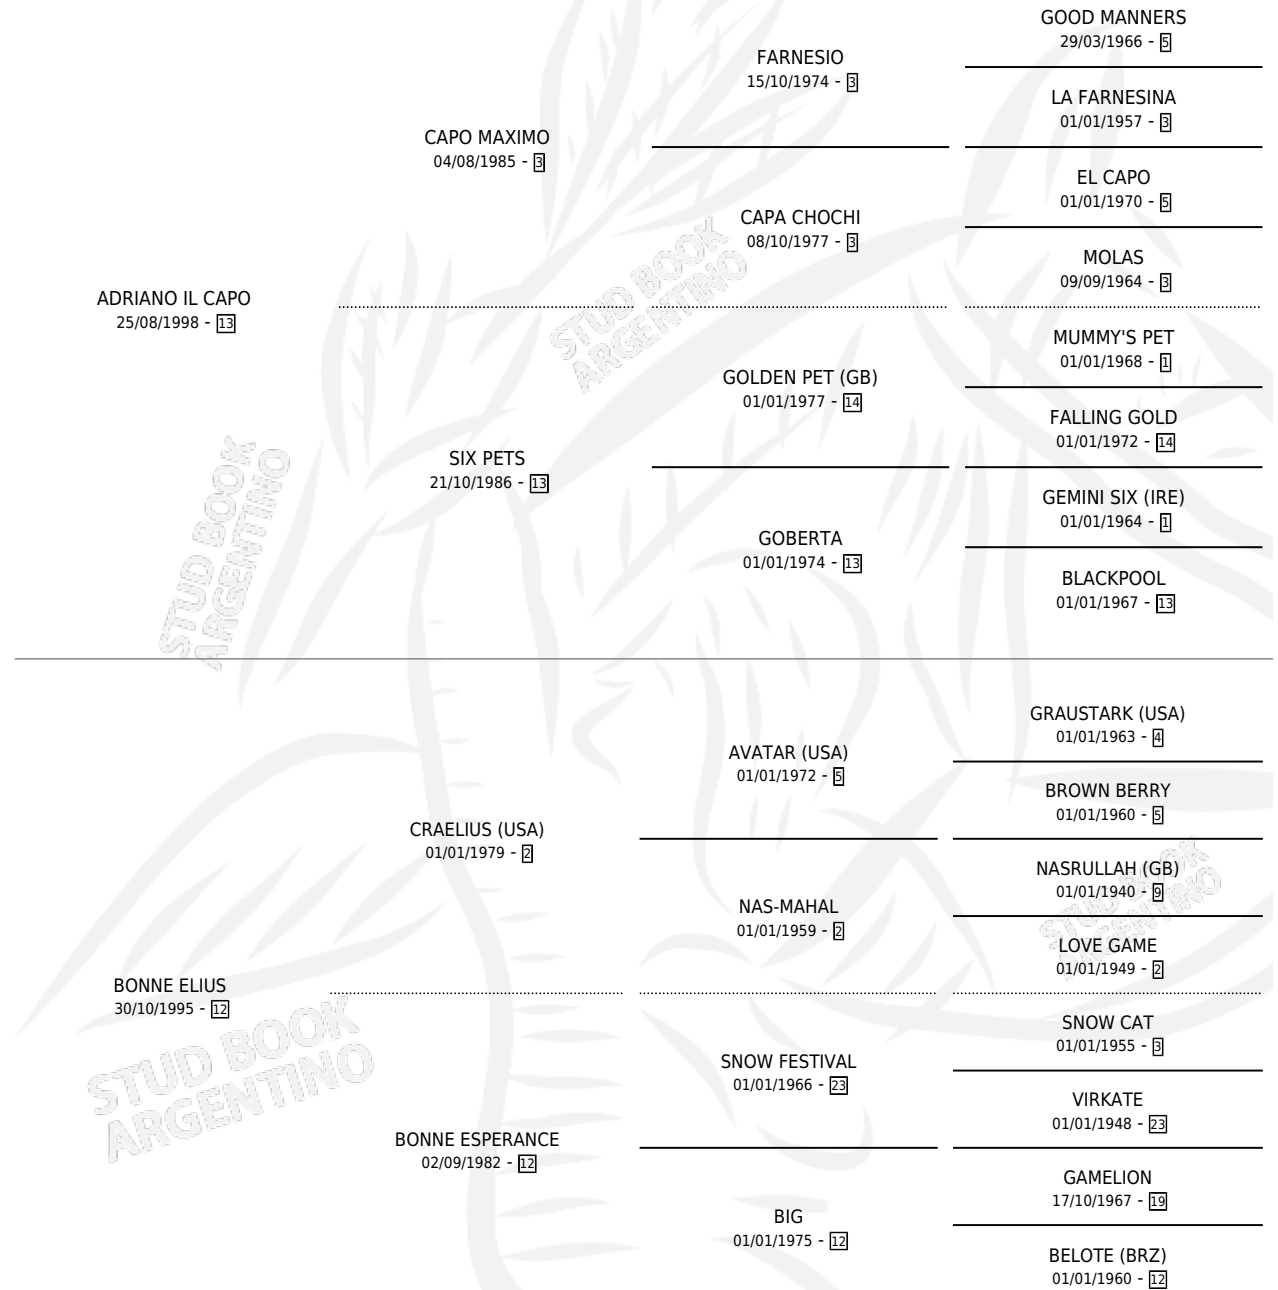 GOOD MANNERS
29/03/1966 - 5
FARNESIO
15/10/1974 - 3
LA FARNESINA
01/01/1957 - 3
CAPO MAXIMO
04/08/1985 - 3
EL CAPO
01/01/1970 - 5
CAPA CHOCHI
08/10/1977 - 3
MOLAS
09/09/1964 - 3
ADRIANO IL CAPO
25/08/1998 - 13
STUD BOOK
ARGENTINO
MUMMY'S PET
01/01/1968 - 1
GOLDEN PET (GB)
01/01/1977 - 14
FALLING GOLD
01/01/1972 - 14
SIX PETS
21/10/1986 - 13
GEMINI SIX (IRE)
01/01/1964 - 1
GOBERTA
01/01/1974 - 13
BLACKPOOL
01/01/1967 - 13
STUD BOOK
ARGENTINO
GRAUSTARK (USA)
01/01/1963 - 4
AVATAR (USA)
01/01/1972 - 5
BROWN BERRY
01/01/1960 - 5
CRAELIUS (USA)
01/01/1979 - 2
NASRULLAH (GB)
01/01/1940 - 9
NAS-MAHAL
01/01/1959 - 2
STUD BOOK
ARGENTINO
LOVE GAME
01/01/1949 - 2
BONNE ELIUS
30/10/1995 - 12
SNOW CAT
01/01/1955 - 3
SNOW FESTIVAL
01/01/1966 - 23
STUD BOOK
ARGENTINO
VIRKATE
01/01/1948 - 23
BONNE ESPERANCE
02/09/1982 - 12
GAMELION
17/10/1967 - 19
BIG
01/01/1975 - 12
BELOTE (BRZ)
01/01/1960 - 12